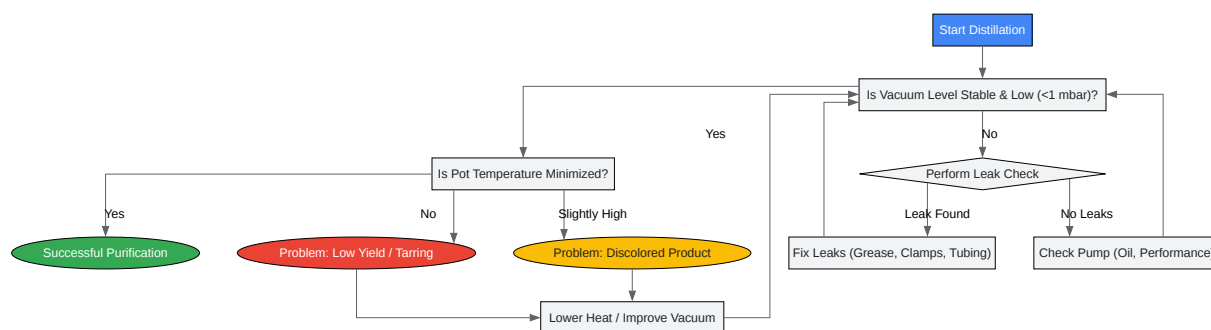 Start Distillation
Is Vacuum Level Stable & Low (<1 mbar)?
Yes
No
Is Pot Temperature Minimized?
Perform Leak Check
Yes
No
Slightly High
Leak Found
No Leaks
Successful Purification
Problem: Low Yield / Tarring
Problem: Discolored Product
Fix Leaks (Grease, Clamps, Tubing)
Check Pump (Oil, Performance)
Lower Heat / Improve Vacuum